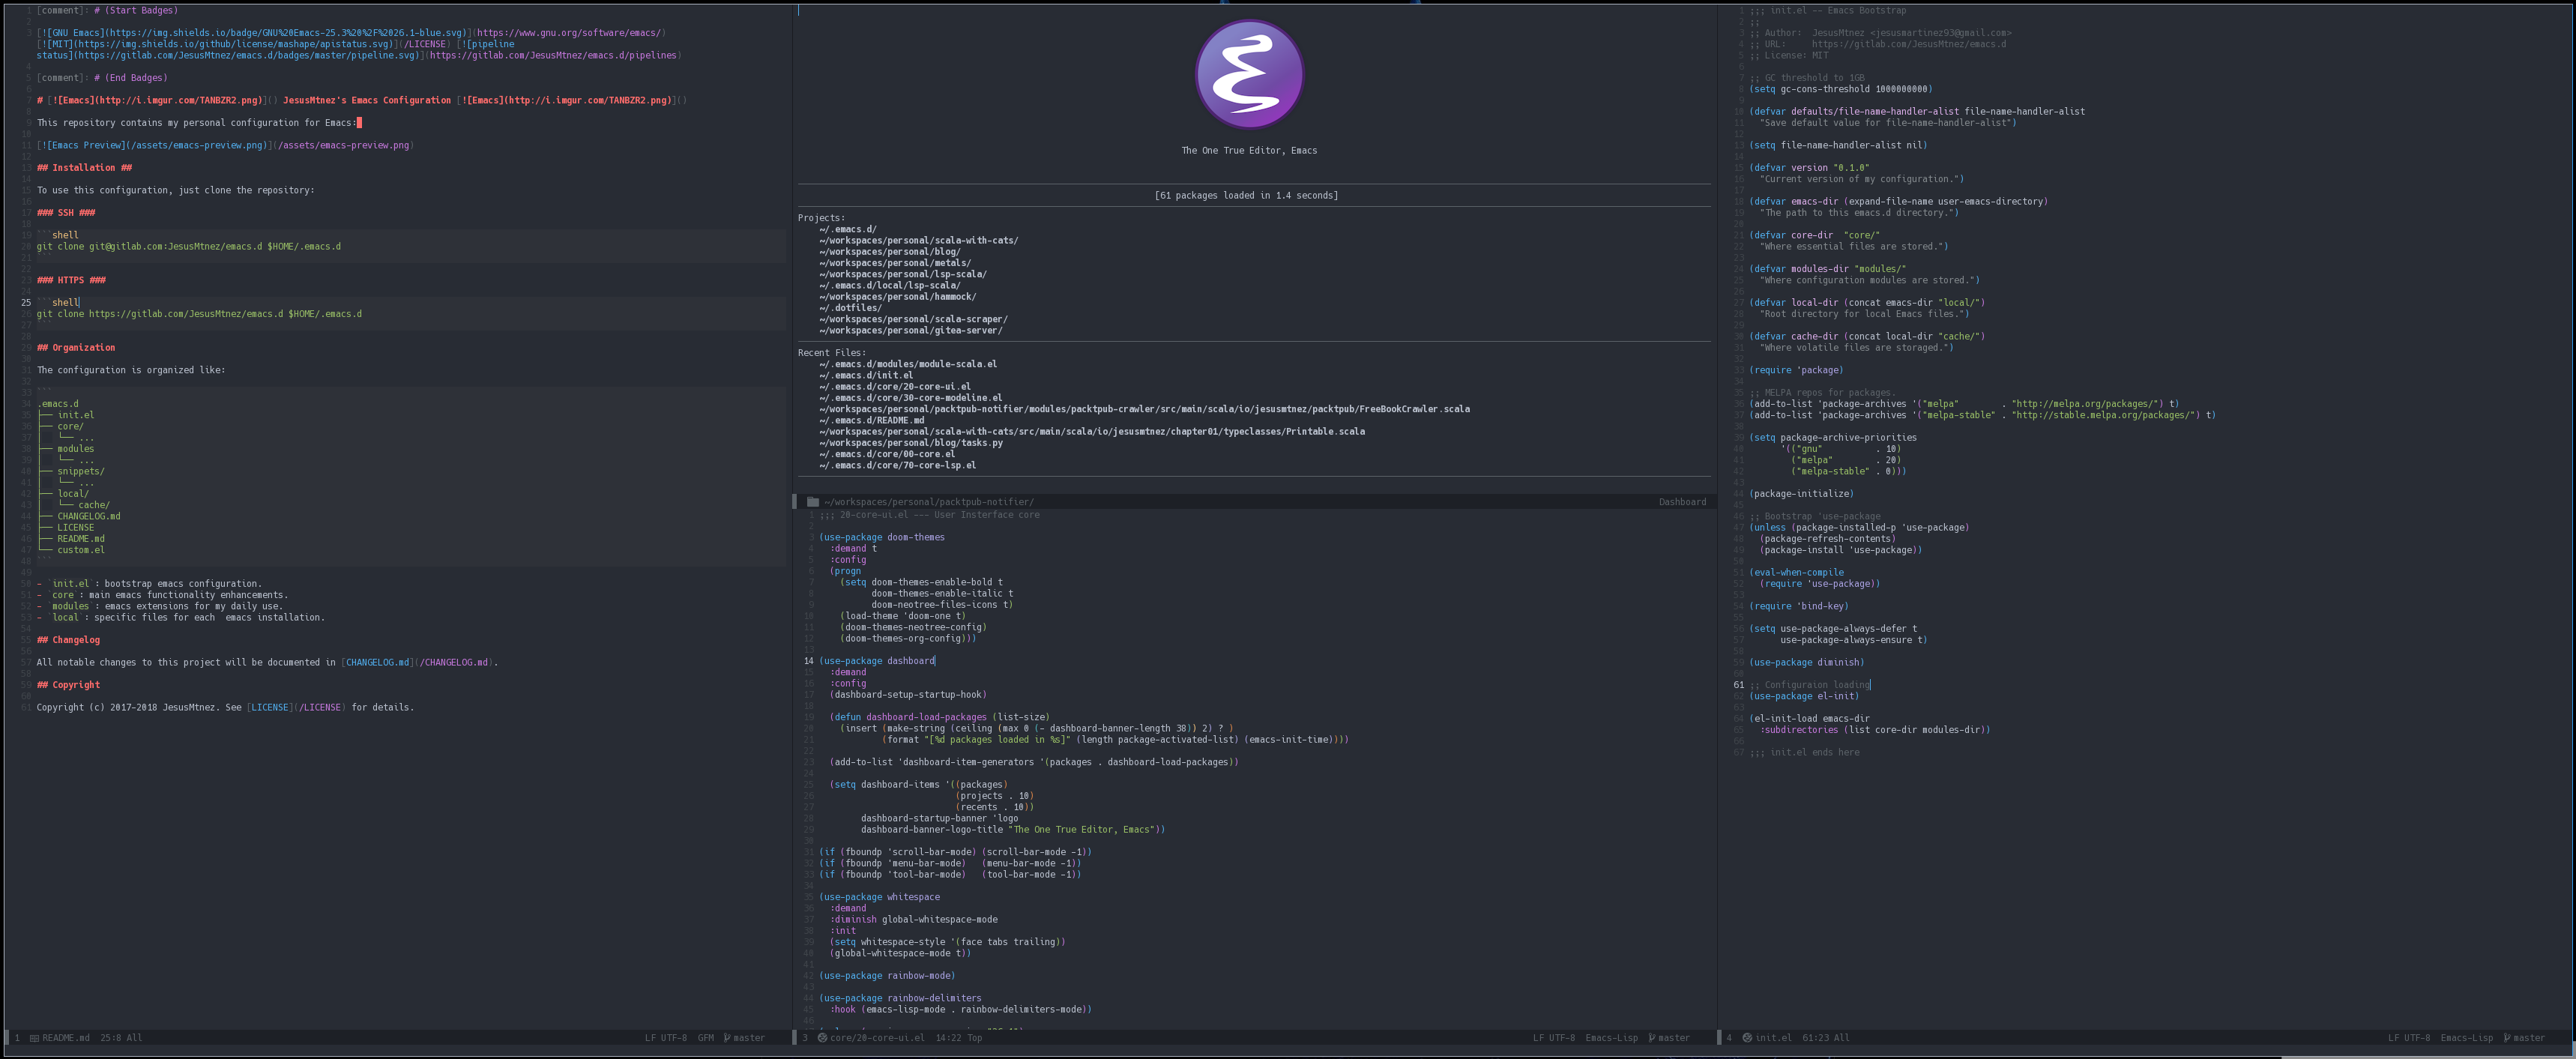 1 [comment]: # (Start Badges)
2
3 [![GNU Emacs](https://img.shields.io/badge/GNU%20Emacs-25.3%20%2F%2026.1-blue.svg)](https://www.gnu.org/software/emacs/)
[![MIT](https://img.shields.io/github/license/mashape/apistatus.svg)](/LICENSE) [![pipeline
status](https://gitlab.com/JesusMtnez/emacs.d/badges/master/pipeline.svg)](https://gitlab.com/JesusMtnez/emacs.d/pipelines)
4
5 [comment]: # (End Badges)
6
7 # [![Emacs](http://i.imgur.com/TANBZR2.png)]() JesusMtnez's Emacs Configuration [![Emacs](http://i.imgur.com/TANBZR2.png)]()
8
9 This repository contains my personal configuration for Emacs:
10
11 [![Emacs Preview](/assets/emacs-preview.png)](/assets/emacs-preview.png)
12
13 ## Installation ##
14
15 To use this configuration, just clone the repository:
16
17 ### SSH ###
18
19 ```shell
20 git clone git@gitlab.com:JesusMtnez/emacs.d $HOME/.emacs.d
21 ```
22
23 ### HTTPS ###
24
25 ```shell
26 git clone https://gitlab.com/JesusMtnez/emacs.d $HOME/.emacs.d
27 ```
28
29 ## Organization
30
31 The configuration is organized like:
32
33 ```
34 .emacs.d
35 ├── init.el
36 ├── core/
37 │   └── ...
38 ├── modules
39 │   └── ...
40 ├── snippets/
41 │   └── ...
42 ├── local/
43 │   └── cache/
44 ├── CHANGELOG.md
45 ├── LICENSE
46 ├── README.md
47 └── custom.el
48 ```
49
50 - `init.el`: bootstrap emacs configuration.
51 - `core`: main emacs functionality enhancements.
52 - `modules`: emacs extensions for my daily use.
53 - `local`: specific files for each  emacs installation.
54
55 ## Changelog
56
57 All notable changes to this project will be documented in [CHANGELOG.md](/CHANGELOG.md).
58
59 ## Copyright
60
61 Copyright (c) 2017-2018 JesusMtnez. See [LICENSE](/LICENSE) for details.
1 README.md 25:8 All LF UTF-8 GFM master
The One True Editor, Emacs
[61 packages loaded in 1.4 seconds]
Projects:
~/.emacs.d/
~/workspaces/personal/scala-with-cats/
~/workspaces/personal/blog/
~/workspaces/personal/metals/
~/workspaces/personal/lsp-scala/
~/.emacs.d/local/lsp-scala/
~/workspaces/personal/hammock/
~/.dotfiles/
~/workspaces/personal/scala-scraper/
~/workspaces/personal/gitea-server/
Recent Files:
~/.emacs.d/modules/module-scala.el
~/.emacs.d/init.el
~/.emacs.d/core/20-core-ui.el
~/.emacs.d/core/30-core-modeline.el
~/workspaces/personal/packtpub-notifier/modules/packtpub-crawler/src/main/scala/io/jesusmtnez/packtpub/FreeBookCrawler.scala
~/.emacs.d/README.md
~/workspaces/personal/scala-with-cats/src/main/scala/io/jesusmtnez/chapter01/typeclasses/Printable.scala
~/workspaces/personal/blog/tasks.py
~/.emacs.d/core/00-core.el
~/.emacs.d/core/70-core-lsp.el
~/workspaces/personal/packtpub-notifier/ Dashboard
1 ;;; 20-core-ui.el --- User Insterface core
2
3 (use-package doom-themes
4   :demand t
5   :config
6   (progn
7     (setq doom-themes-enable-bold t
8           doom-themes-enable-italic t
9           doom-neotree-files-icons t)
10     (load-theme 'doom-one t)
11     (doom-themes-neotree-config)
12     (doom-themes-org-config)))
13
14 (use-package dashboard
15   :demand
16   :config
17   (dashboard-setup-startup-hook)
18
19   (defun dashboard-load-packages (list-size)
20     (insert (make-string (ceiling (max 0 (- dashboard-banner-length 38)) 2) ? )
21             (format "[%d packages loaded in %s]" (length package-activated-list) (emacs-init-time))))
22
23   (add-to-list 'dashboard-item-generators '(packages . dashboard-load-packages))
24
25   (setq dashboard-items '((packages)
26                           (projects . 10)
27                           (recents . 10))
28         dashboard-startup-banner 'logo
29         dashboard-banner-logo-title "The One True Editor, Emacs"))
30
31 (if (fboundp 'scroll-bar-mode) (scroll-bar-mode -1))
32 (if (fboundp 'menu-bar-mode)   (menu-bar-mode -1))
33 (if (fboundp 'tool-bar-mode)   (tool-bar-mode -1))
34
35 (use-package whitespace
36   :demand
37   :diminish global-whitespace-mode
38   :init
39   (setq whitespace-style '(face tabs trailing))
40   (global-whitespace-mode t))
41
42 (use-package rainbow-mode)
43
44 (use-package rainbow-delimiters
45   :hook (emacs-lisp-mode . rainbow-delimiters-mode))
46
3 core/20-core-ui.el 14:22 Top LF UTF-8 Emacs-Lisp master
1 ;;; init.el -- Emacs Bootstrap
2 ;;
3 ;; Author:  JesusMtnez <jesusmartinez93@gmail.com>
4 ;; URL:     https://gitlab.com/JesusMtnez/emacs.d
5 ;; License: MIT
6
7 ;; GC threshold to 1GB
8 (setq gc-cons-threshold 1000000000)
9
10 (defvar defaults/file-name-handler-alist file-name-handler-alist
11   "Save default value for file-name-handler-alist")
12
13 (setq file-name-handler-alist nil)
14
15 (defvar version "0.1.0"
16   "Current version of my configuration.")
17
18 (defvar emacs-dir (expand-file-name user-emacs-directory)
19   "The path to this emacs.d directory.")
20
21 (defvar core-dir  "core/"
22   "Where essential files are stored.")
23
24 (defvar modules-dir "modules/"
25   "Where configuration modules are stored.")
26
27 (defvar local-dir (concat emacs-dir "local/")
28   "Root directory for local Emacs files.")
29
30 (defvar cache-dir (concat local-dir "cache/")
31   "Where volatile files are storaged.")
32
33 (require 'package)
34
35 ;; MELPA repos for packages.
36 (add-to-list 'package-archives '("melpa"        . "http://melpa.org/packages/") t)
37 (add-to-list 'package-archives '("melpa-stable" . "http://stable.melpa.org/packages/") t)
38
39 (setq package-archive-priorities
40       '(("gnu"          . 10)
41         ("melpa"        . 20)
42         ("melpa-stable" . 0)))
43
44 (package-initialize)
45
46 ;; Bootstrap 'use-package
47 (unless (package-installed-p 'use-package)
48   (package-refresh-contents)
49   (package-install 'use-package))
50
51 (eval-when-compile
52   (require 'use-package))
53
54 (require 'bind-key)
55
56 (setq use-package-always-defer t
57       use-package-always-ensure t)
58
59 (use-package diminish)
60
61 ;; Configuraion loading
62 (use-package el-init)
63
64 (el-init-load emacs-dir
65   :subdirectories (list core-dir modules-dir))
66
67 ;;; init.el ends here
4 init.el 61:23 All LF UTF-8 Emacs-Lisp master